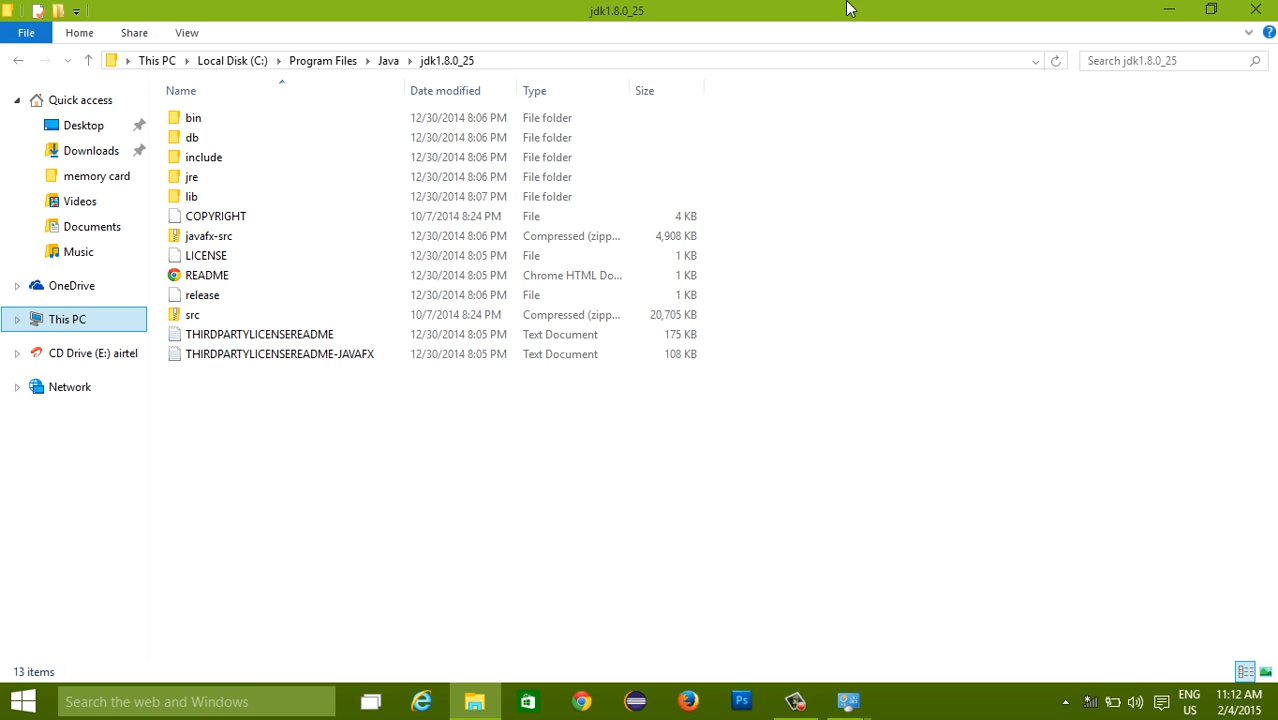 jdk1.8.0_25
File Home Share View
This PC Local Disk (C:) Program Files Java jdk1.8.0_25 Search jdk1.8.0_25
Name Date modified Type Size
Quick access
Desktop
Downloads
memory card
Videos
Documents
Music
OneDrive
This PC
CD Drive (E:) airtel
Network
bin 12/30/2014 8:06 PM File folder
db 12/30/2014 8:06 PM File folder
include 12/30/2014 8:06 PM File folder
jre 12/30/2014 8:06 PM File folder
lib 12/30/2014 8:07 PM File folder
COPYRIGHT 10/7/2014 8:24 PM File 4 KB
javafx-src 12/30/2014 8:06 PM Compressed (zipp... 4,908 KB
LICENSE 12/30/2014 8:05 PM File 1 KB
README 12/30/2014 8:05 PM Chrome HTML Do... 1 KB
release 12/30/2014 8:06 PM File 1 KB
src 10/7/2014 8:24 PM Compressed (zipp... 20,705 KB
THIRDPARTYLICENSEREADME 12/30/2014 8:05 PM Text Document 175 KB
THIRDPARTYLICENSEREADME-JAVAFX 12/30/2014 8:05 PM Text Document 108 KB
13 items
Search the web and Windows
Ps
ENG 11:12 AM
US 2/4/2015